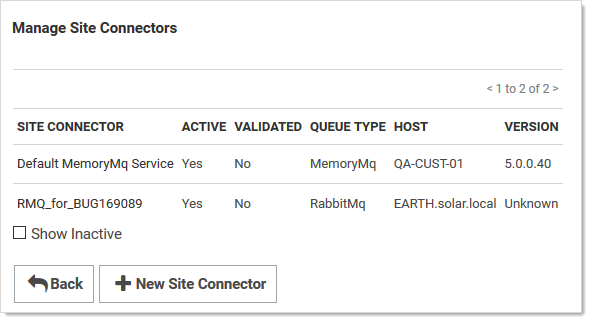 Manage Site Connectors
< 1 to 2 of 2 >
SITE CONNECTOR ACTIVE VALIDATED QUEUE TYPE HOST VERSION
Default MemoryMq Service Yes No MemoryMq QA-CUST-01 5.0.0.40
RMQ_for_BUG169089 Yes No RabbitMq EARTH.solar.local Unknown
Show Inactive
Back New Site Connector